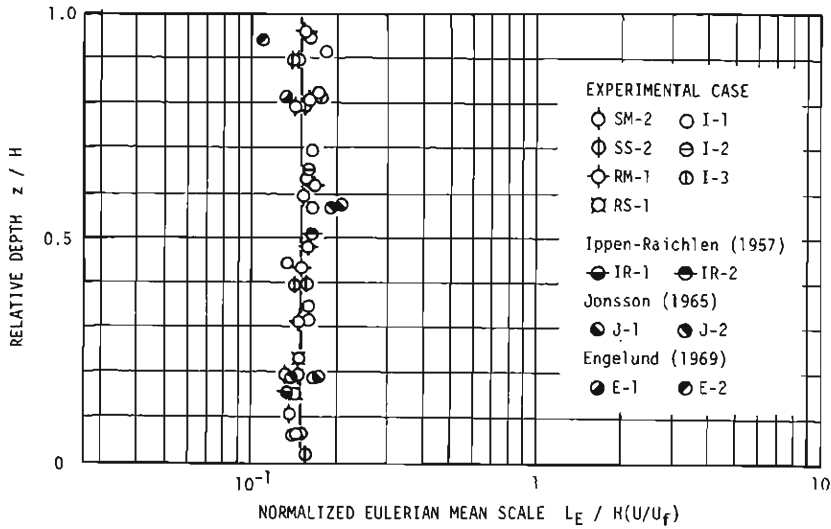 1.0
0.5
0
RELATIVE DEPTH z / H
10⁻¹
1
10
NORMALIZED EULERIAN MEAN SCALE L_E / H(U/U_f)
EXPERIMENTAL CASE
SM-2 I-1
SS-2 I-2
RM-1 I-3
RS-1
Ippen-Raichlen (1957)
IR-1 IR-2
Jonsson (1965)
J-1 J-2
Engelund (1969)
E-1 E-2